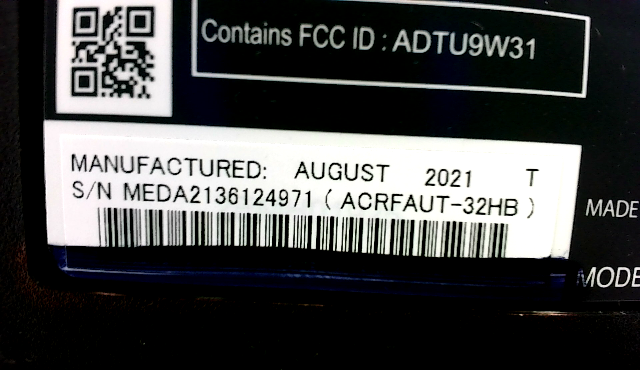 Contains FCC ID : ADTU9W31
MANUFACTURED: AUGUST 2021 T
S/N MEDA2136124971 ( ACRFAUT-32HB )
MADE
MODE